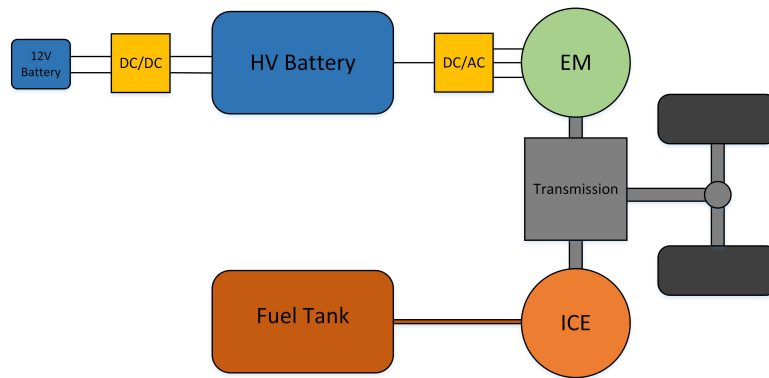 12V
Battery
DC/DC
HV Battery
DC/AC
EM
Transmission
Fuel Tank
ICE